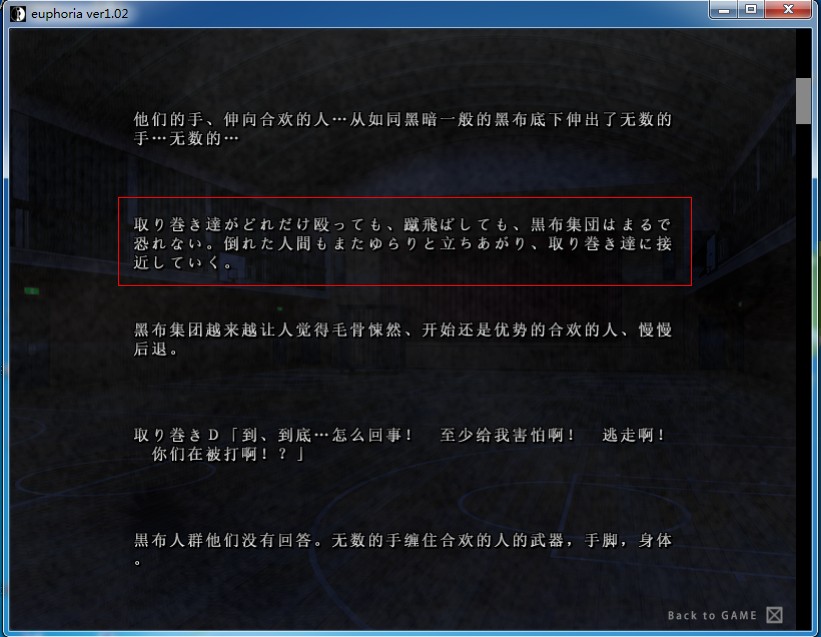 euphoria ver1.02
他们的手、伸向合欢的人…从如同黑暗一般的黑布底下伸出了无数的
手…无数的…
取り巻き達がどれだけ殴っても、蹴飛ばしても、黒布集団はまるで
恐れない。倒れた人間もまたゆらりと立ちあがり、取り巻き達に接
近していく。
黑布集团越来越让人觉得毛骨悚然、开始还是优势的合欢的人、慢慢
后退。
取り巻きＤ「到、到底…怎么回事！　至少给我害怕啊！　逃走啊！
你们在被打啊！？」
黑布人群他们没有回答。无数的手缠住合欢的人的武器，手脚，身体
。
Back to GAME